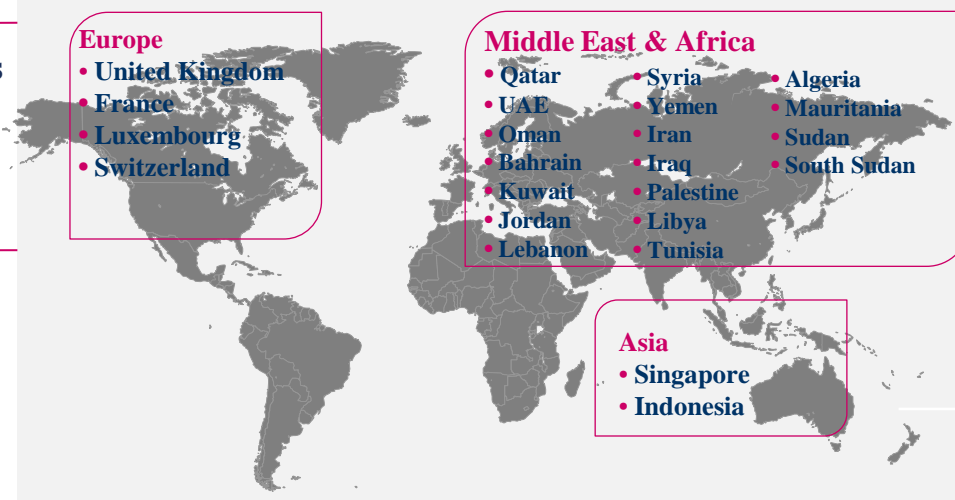 s
Europe
• United Kingdom
• France
• Luxembourg
• Switzerland
Middle East & Africa
• Qatar
• UAE
• Oman
• Bahrain
• Kuwait
• Jordan
• Lebanon
• Syria
• Yemen
• Iran
• Iraq
• Palestine
• Libya
• Tunisia
• Algeria
• Mauritania
• Sudan
• South Sudan
Asia
• Singapore
• Indonesia